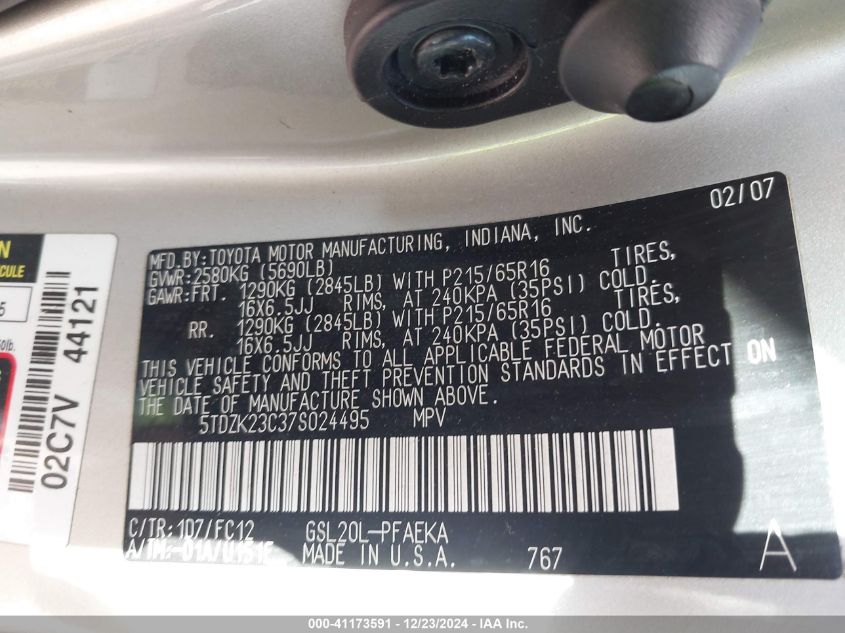 02/07
MFD.BY:TOYOTA MOTOR MANUFACTURING, INDIANA, INC.
GVWR:2580KG (5690LB)
GAWR:FRT. 1290KG (2845LB) WITH P215/65R16 TIRES,
16X6.5JJ RIMS, AT 240KPA (35PSI) COLD.
RR. 1290KG (2845LB) WITH P215/65R16 TIRES,
16X6.5JJ RIMS, AT 240KPA (35PSI) COLD.
THIS VEHICLE CONFORMS TO ALL APPLICABLE FEDERAL MOTOR
VEHICLE SAFETY AND THEFT PREVENTION STANDARDS IN EFFECT ON
THE DATE OF MANUFACTURE SHOWN ABOVE.
5TDZK23C37S024495 MPV
C/TR:1D7/FC12 GSL20L-PFAEKA
A/TM:-01A/U151E MADE IN U.S.A. 767 A
02C7V 44121
000-41173591 / 12/23/2024 - IAA Inc.